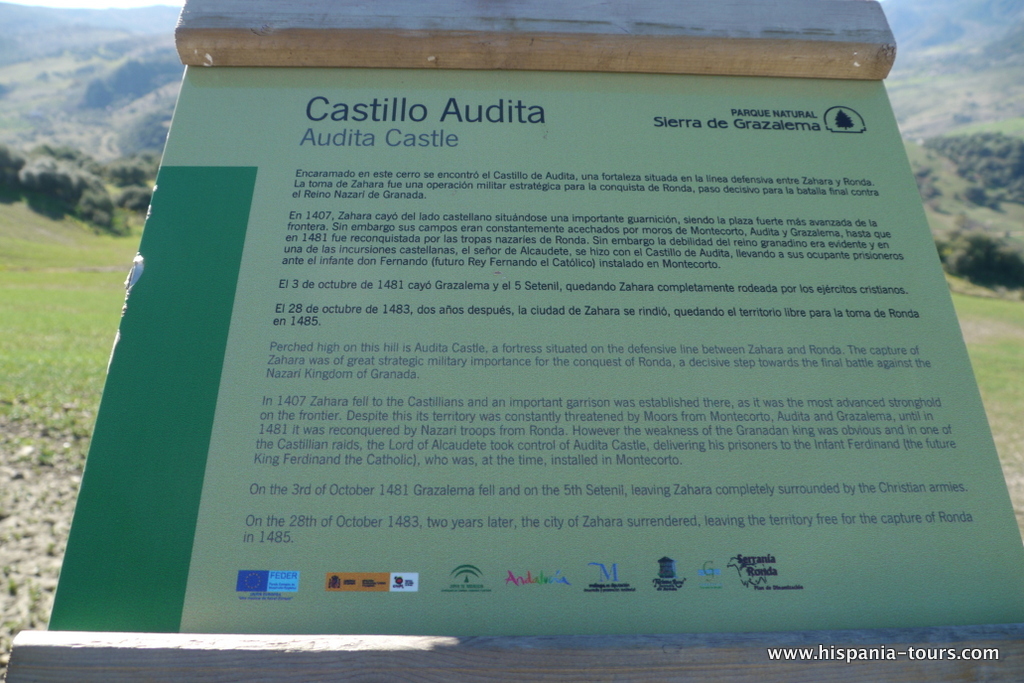 Castillo Audita
Audita Castle
PARQUE NATURAL
Sierra de Grazalema
Encaramado en este cerro se encontró el Castillo de Audita, una fortaleza situada en la línea defensiva entre Zahara y Ronda.
La toma de Zahara fue una operación militar estratégica para la conquista de Ronda, paso decisivo para la batalla final contra
el Reino Nazarí de Granada.
En 1407, Zahara cayó del lado castellano situándose una importante guarnición, siendo la plaza fuerte más avanzada de la
frontera. Sin embargo sus campos eran constantemente acechados por moros de Montecorto, Audita y Grazalema, hasta que
en 1481 fue reconquistada por las tropas nazaríes de Ronda. Sin embargo la debilidad del reino granadino era evidente y en
una de las incursiones castellanas, el señor de Alcaudete, se hizo con el Castillo de Audita, llevando a sus ocupante prisioneros
ante el infante don Fernando (futuro Rey Fernando el Católico) instalado en Montecorto.
El 3 de octubre de 1481 cayó Grazalema y el 5 Setenil, quedando Zahara completamente rodeada por los ejércitos cristianos.
El 28 de octubre de 1483, dos años después, la ciudad de Zahara se rindió, quedando el territorio libre para la toma de Ronda
en 1485.
Perched high on this hill is Audita Castle, a fortress situated on the defensive line between Zahara and Ronda. The capture of
Zahara was of great strategic military importance for the conquest of Ronda, a decisive step towards the final battle against the
Nazarí Kingdom of Granada.
In 1407 Zahara fell to the Castillians and an important garrison was established there, as it was the most advanced stronghold
on the frontier. Despite this its territory was constantly threatened by Moors from Montecorto, Audita and Grazalema, until in
1481 it was reconquered by Nazari troops from Ronda. However the weakness of the Granadan king was obvious and in one of
the Castillian raids, the Lord of Alcaudete took control of Audita Castle, delivering his prisoners to the Infant Ferdinand (the future
King Ferdinand the Catholic), who was, at the time, installed in Montecorto.
On the 3rd of October 1481 Grazalema fell and on the 5th Setenil, leaving Zahara completely surrounded by the Christian armies.
On the 28th of October 1483, two years later, the city of Zahara surrendered, leaving the territory free for the capture of Ronda
in 1485.
FEDER
Andalucía
M
G
Serranía
Ronda
www.hispania-tours.com